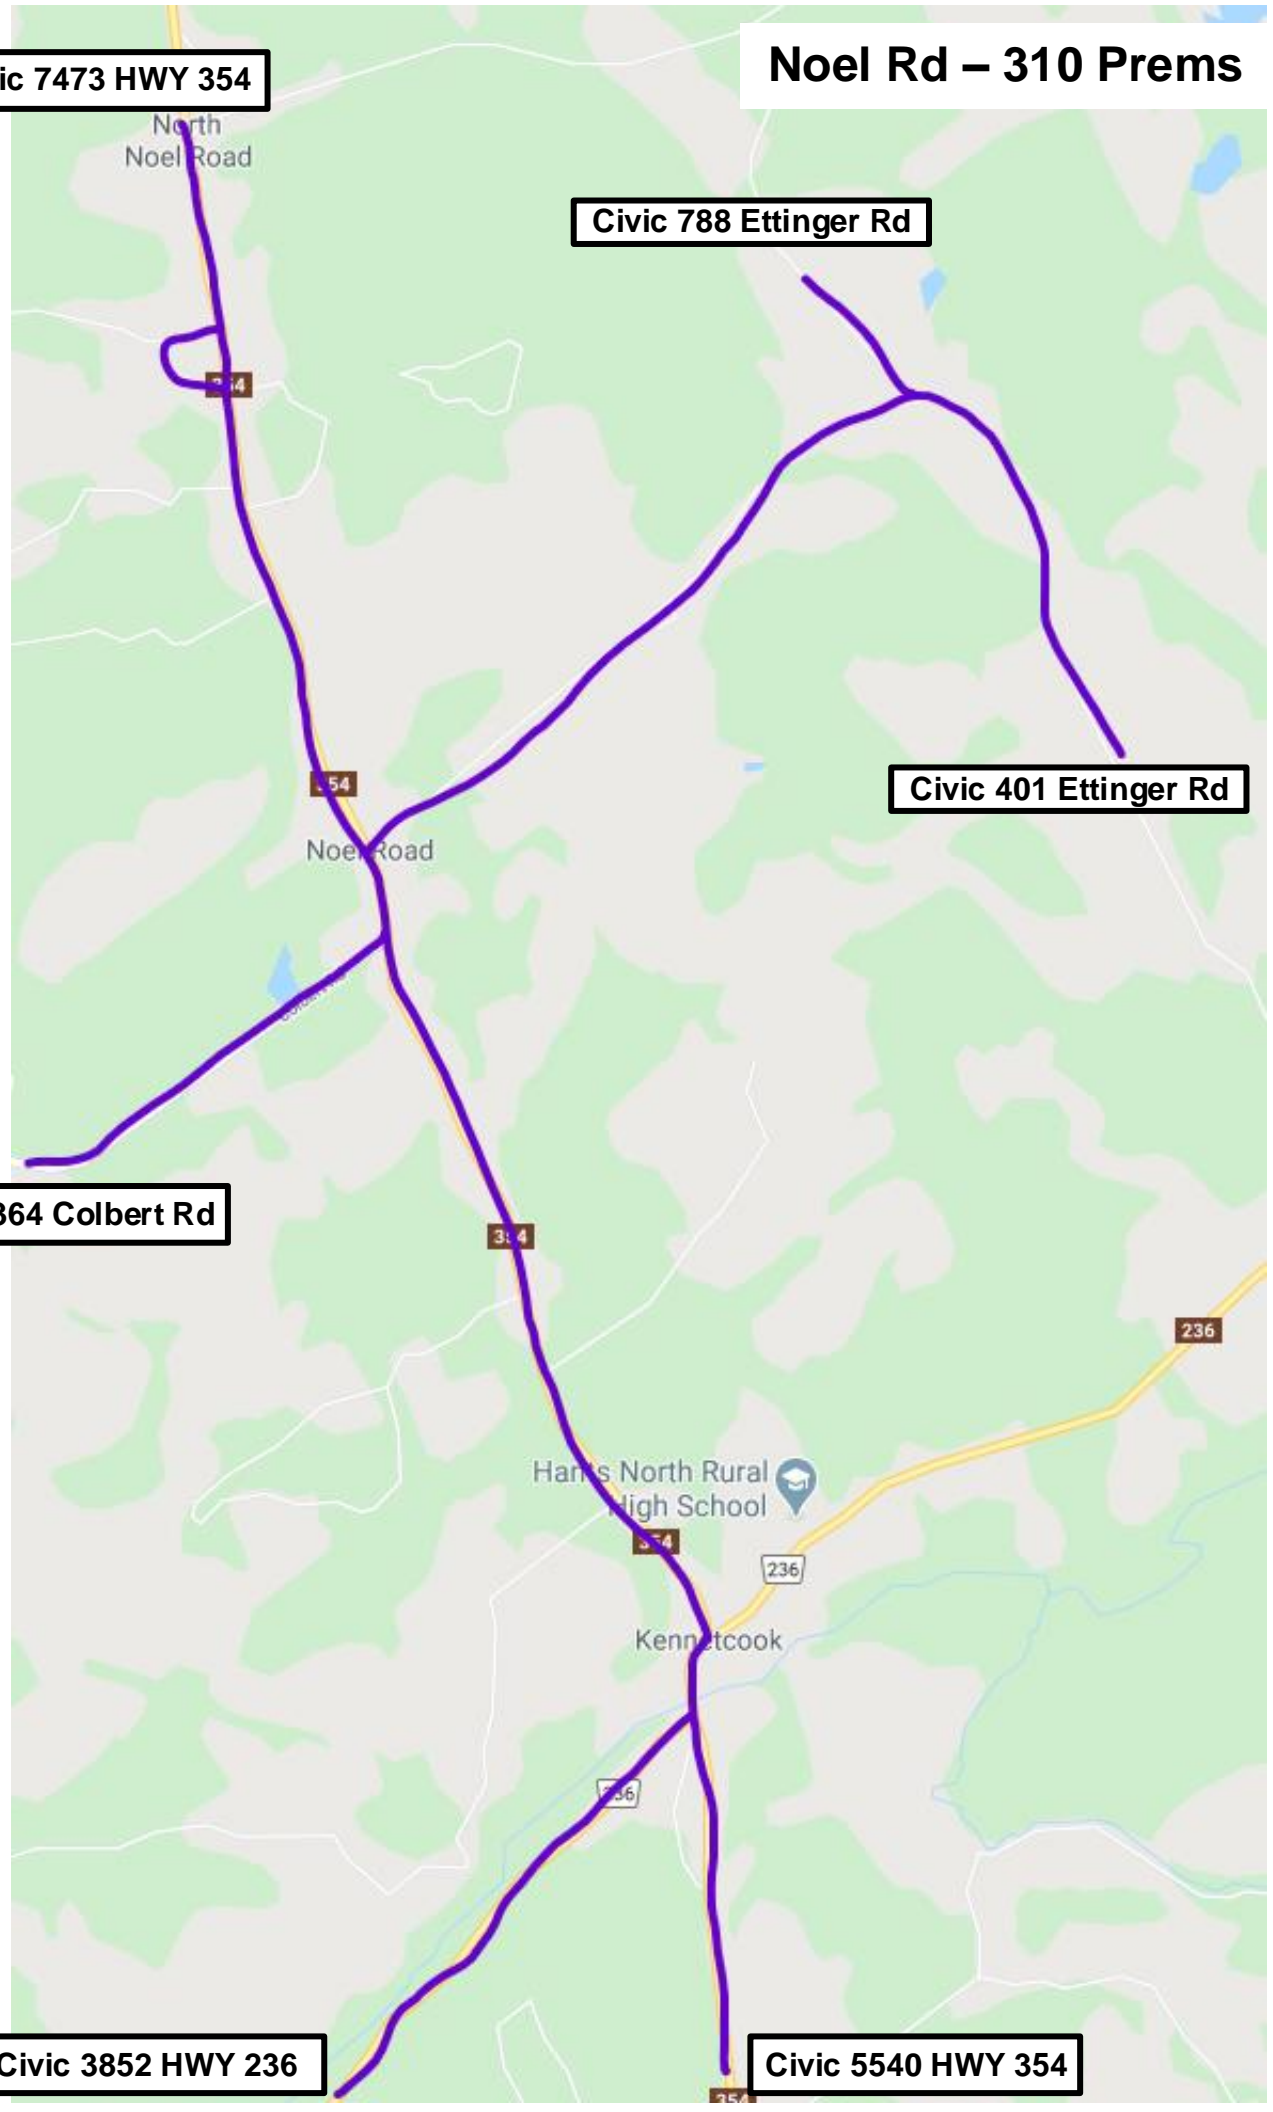 Noel Rd – 310 Prems
ic 7473 HWY 354
North
Noel Road
Civic 788 Ettinger Rd
354
354
Civic 401 Ettinger Rd
Noel Road
Colbert Rd
364 Colbert Rd
354
236
Hants North Rural
High School
354
236
Kennetcook
236
Civic 3852 HWY 236
Civic 5540 HWY 354
354